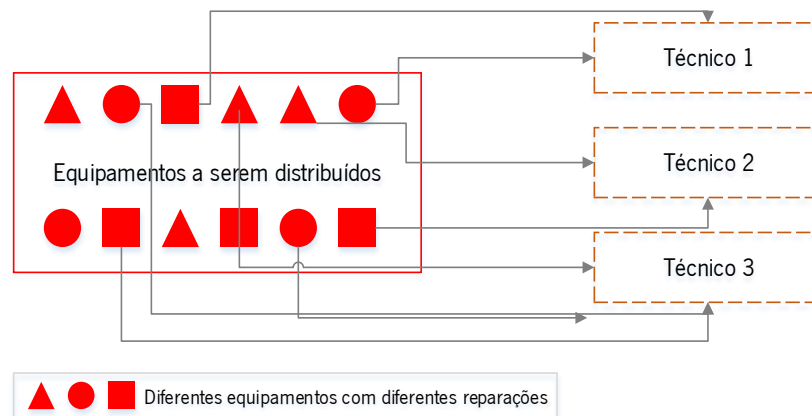 Técnico 1
Equipamentos a serem distribuídos
Técnico 2
Técnico 3
Diferentes equipamentos com diferentes reparações